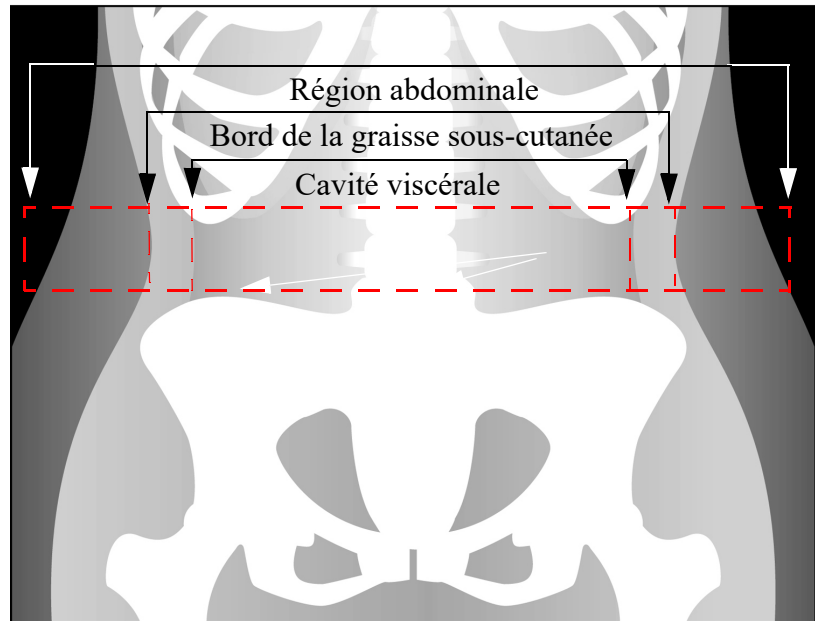 Région abdominale
Bord de la graisse sous-cutanée
Cavité viscérale